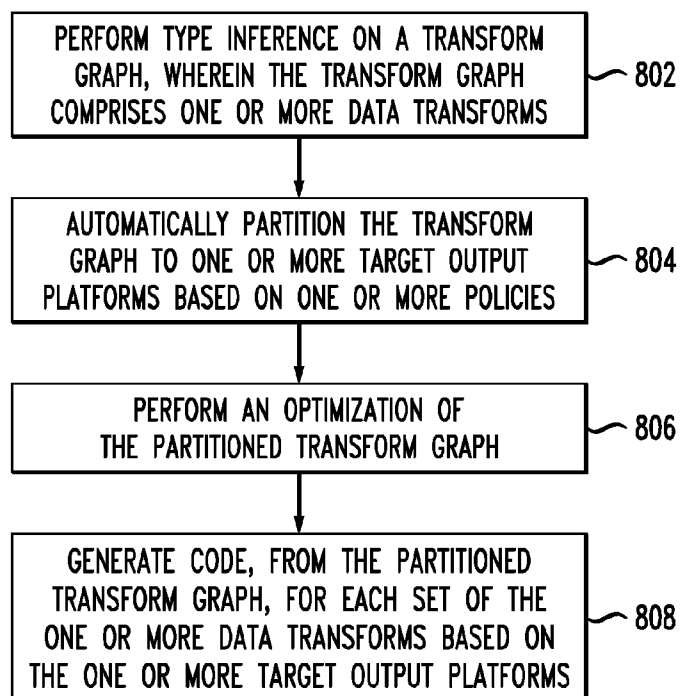 PERFORM TYPE INFERENCE ON A TRANSFORM
GRAPH, WHEREIN THE TRANSFORM GRAPH
COMPRISES ONE OR MORE DATA TRANSFORMS
802
AUTOMATICALLY PARTITION THE TRANSFORM
GRAPH TO ONE OR MORE TARGET OUTPUT
PLATFORMS BASED ON ONE OR MORE POLICIES
804
PERFORM AN OPTIMIZATION OF
THE PARTITIONED TRANSFORM GRAPH
806
GENERATE CODE, FROM THE PARTITIONED
TRANSFORM GRAPH, FOR EACH SET OF THE
ONE OR MORE DATA TRANSFORMS BASED ON
THE ONE OR MORE TARGET OUTPUT PLATFORMS
808